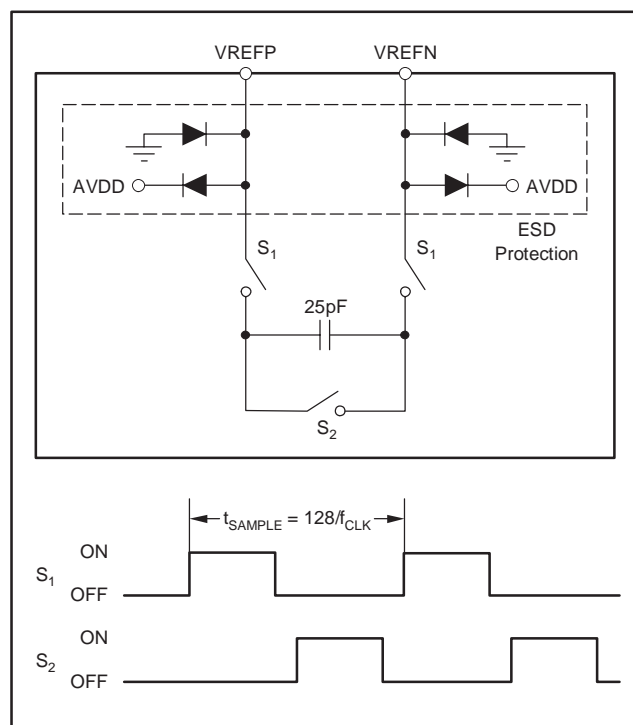 VREFP VREFN
AVDD AVDD
ESD
Protection
S1 S1
25pF
S2
tSAMPLE = 128/fCLK
ON
S1
OFF
ON
S2
OFF